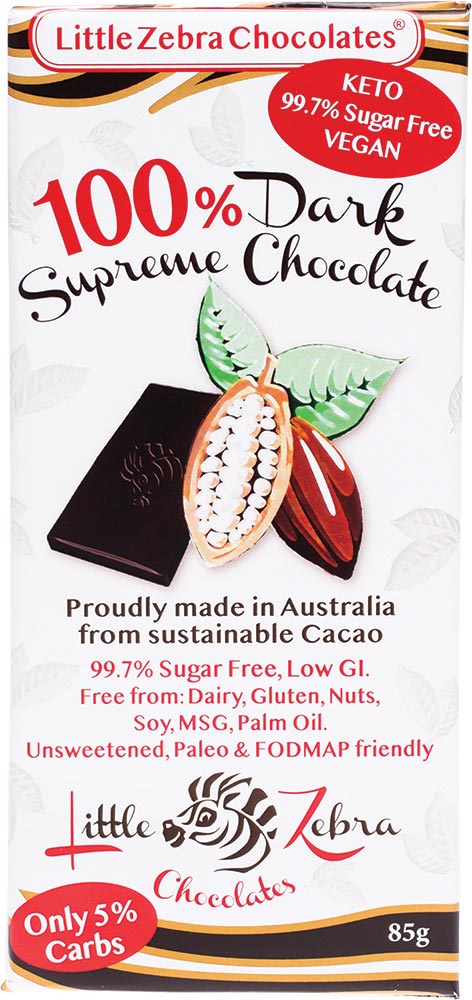 Little Zebra Chocolates®
KETO
99.7% Sugar Free
VEGAN
100% Dark
Supreme Chocolate
Proudly made in Australia
from sustainable Cacao
99.7% Sugar Free, Low GI.
Free from: Dairy, Gluten, Nuts,
Soy, MSG, Palm Oil.
Unsweetened, Paleo & FODMAP friendly
Little Zebra
Chocolates
Only 5%
Carbs
85g